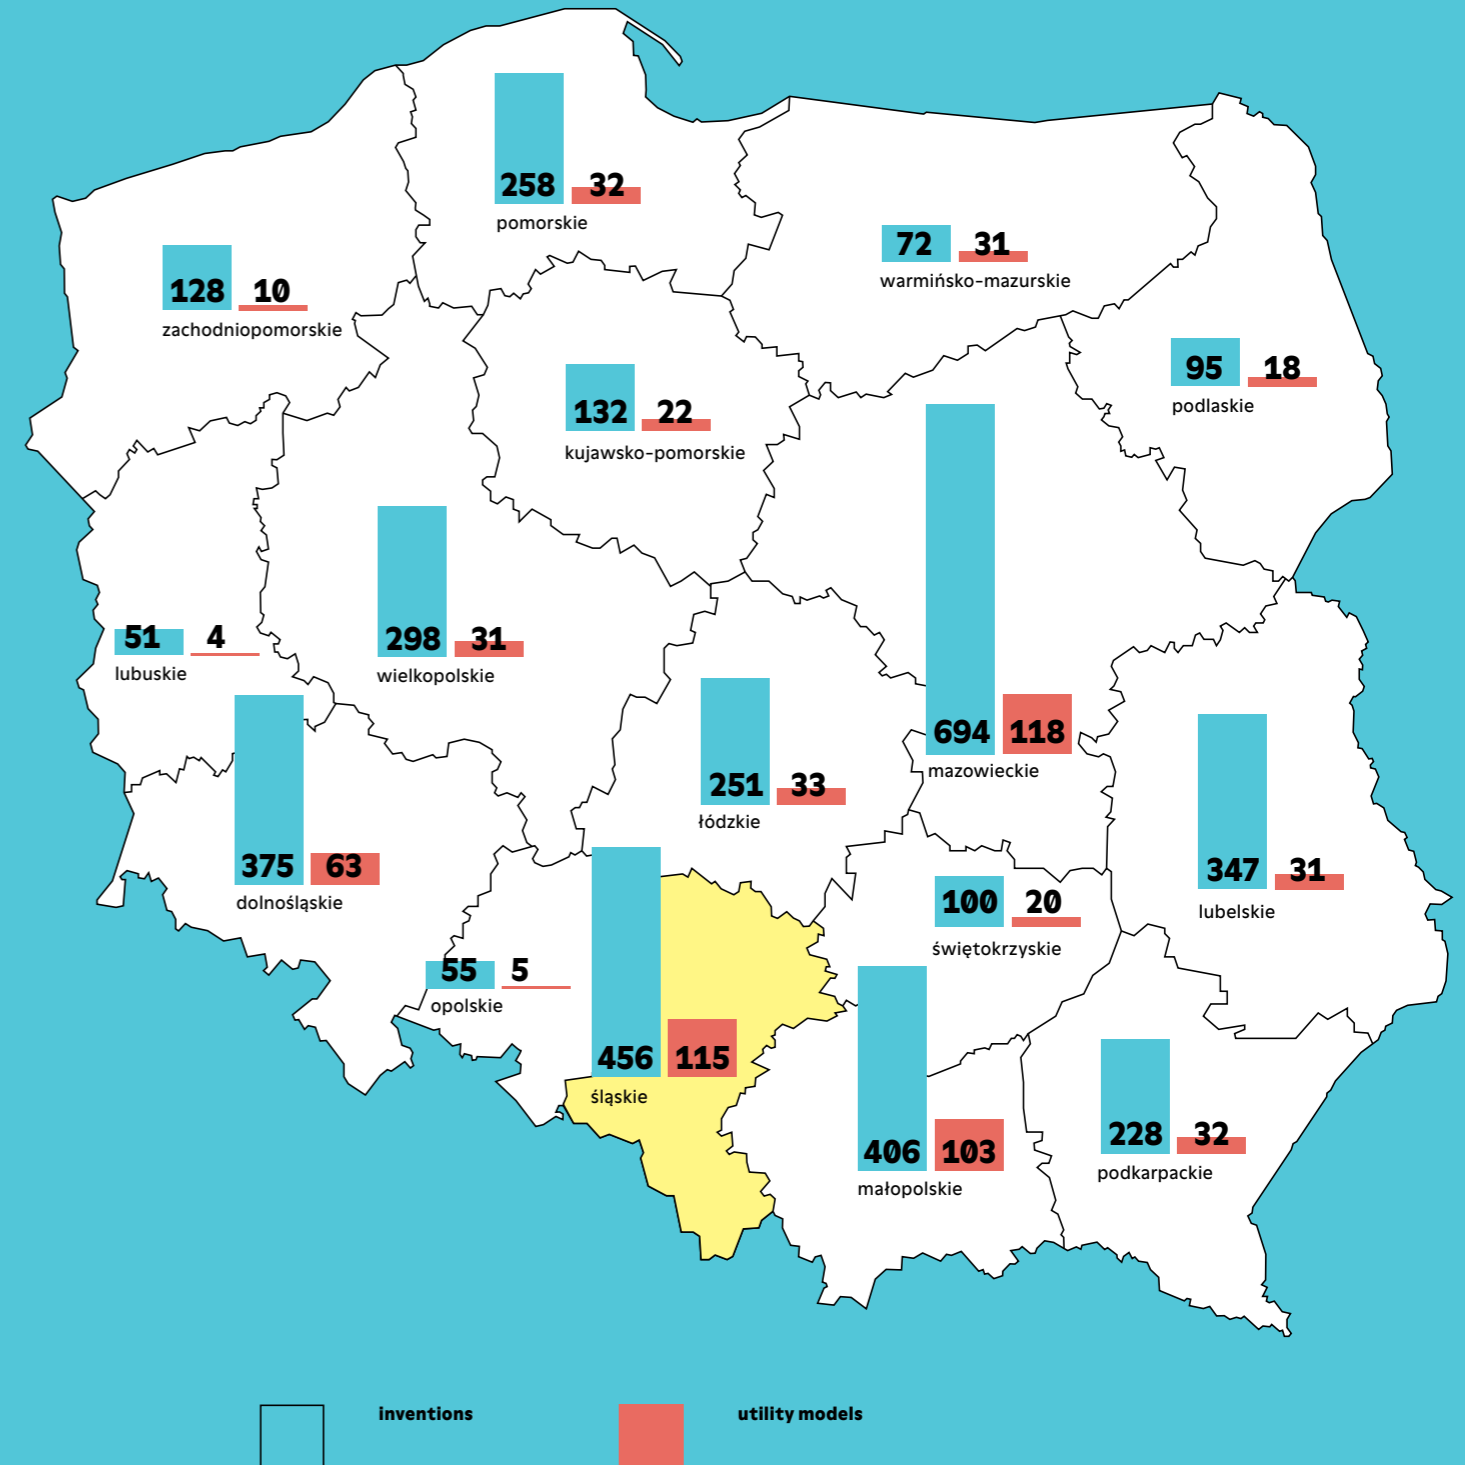 258 32
pomorskie
72 31
warmińsko-mazurskie
128 10
zachodniopomorskie
95 18
podlaskie
132 22
kujawsko-pomorskie
51 4
lubuskie
298 31
wielkopolskie
694 118
mazowieckie
251 33
łódzkie
375 63
dolnośląskie
347 31
lubelskie
100 20
świętokrzyskie
55 5
opolskie
456 115
śląskie
406 103
małopolskie
228 32
podkarpackie
inventions
utility models